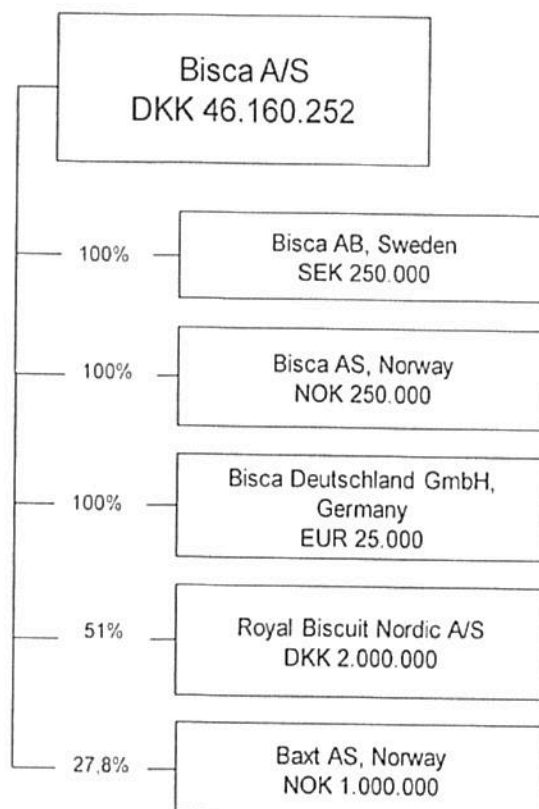 Bisca A/S
DKK 46.160.252
100%
Bisca AB, Sweden
SEK 250.000
100%
Bisca AS, Norway
NOK 250.000
100%
Bisca Deutschland GmbH,
Germany
EUR 25.000
51%
Royal Biscuit Nordic A/S
DKK 2.000.000
27,8%
Baxt AS, Norway
NOK 1.000.000